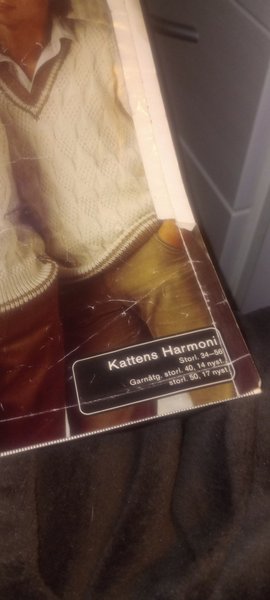 Kattens Harmoni
Storl. 34–56
Garnåtg. storl. 40, 14 nyst.
storl. 50, 17 nyst